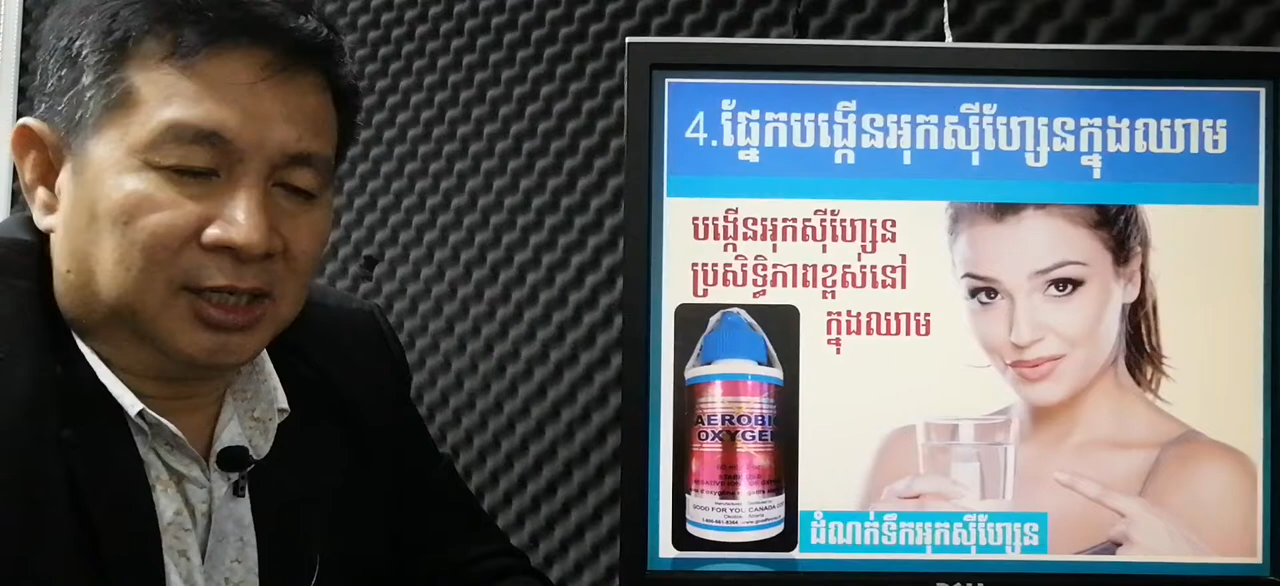 4.ផ្នែកបង្កើនអុកស៊ីហ្សែនក្នុងឈាម
បង្កើនអុកស៊ីហ្សែន
ប្រសិទ្ធិភាពខ្ពស់នៅ
ក្នុងឈាម
AEROBIC
OXYGEN
GOOD FOR YOU CANADA
ដំណក់ទឹកអុកស៊ីហ្សែន